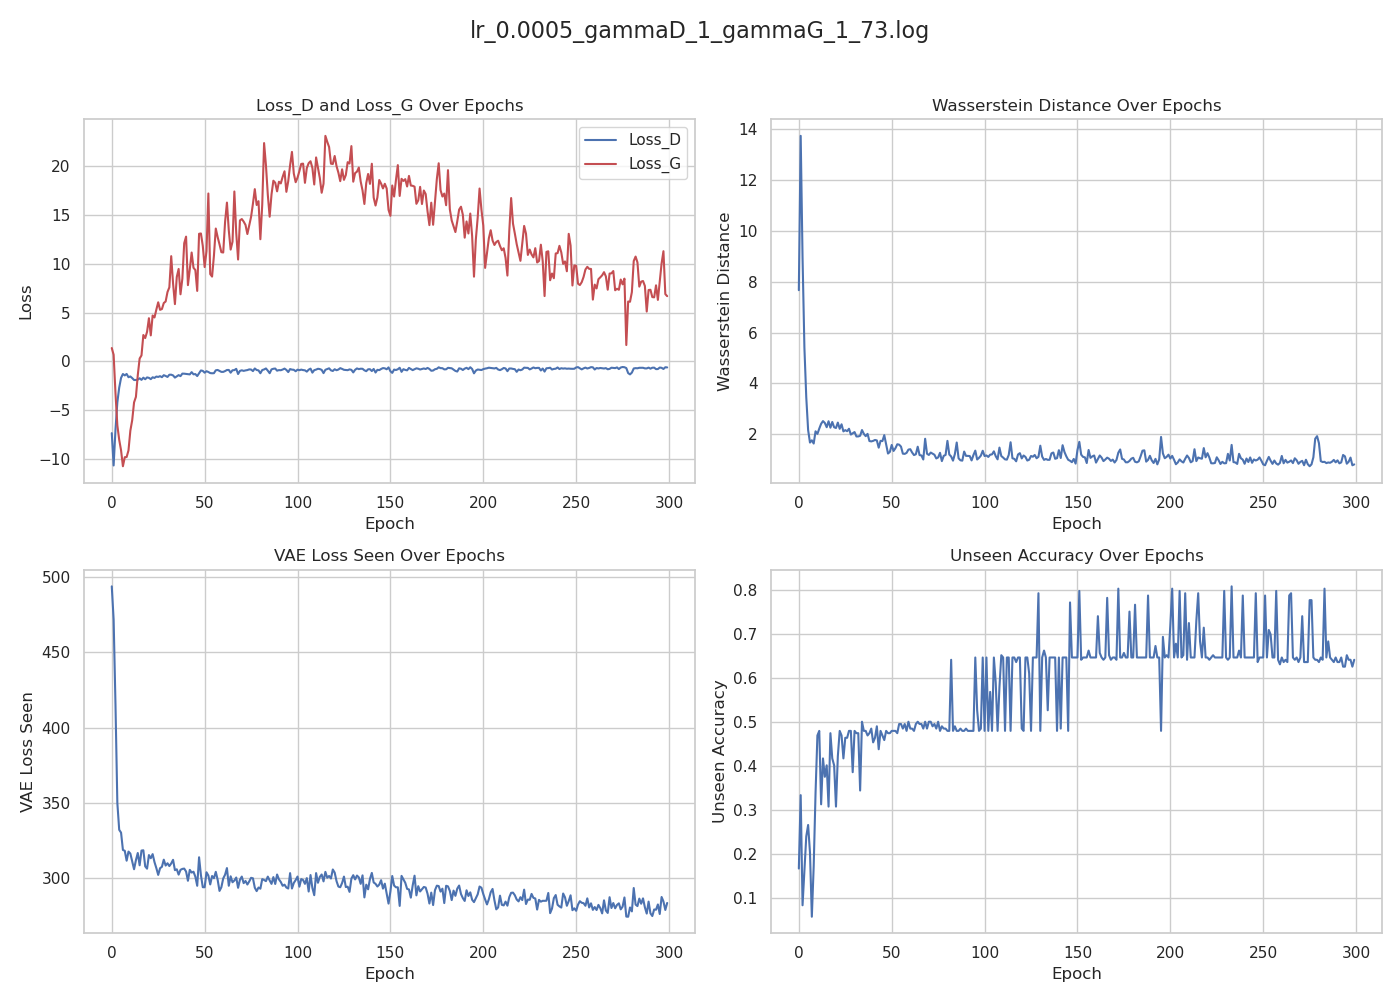 lr_0.0005_gammaD_1_gammaG_1_73.log
Loss_D and Loss_G Over Epochs
Loss
20
15
10
5
0
−5
−10
Loss_D
Loss_G
0 50 100 150 200 250 300
Epoch
Wasserstein Distance Over Epochs
Wasserstein Distance
14
12
10
8
6
4
2
0 50 100 150 200 250 300
Epoch
VAE Loss Seen Over Epochs
VAE Loss Seen
500
450
400
350
300
0 50 100 150 200 250 300
Epoch
Unseen Accuracy Over Epochs
Unseen Accuracy
0.8
0.7
0.6
0.5
0.4
0.3
0.2
0.1
0 50 100 150 200 250 300
Epoch